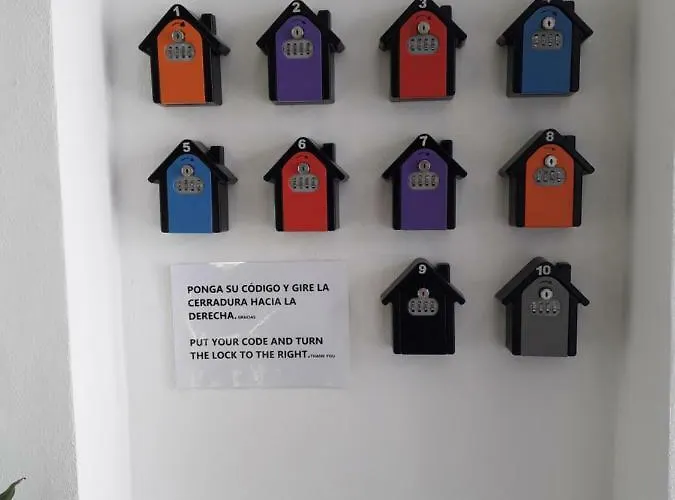 1 2 3 4
5 6 7 8
PONGA SU CÓDIGO Y GIRE LA
CERRADURA HACIA LA
DERECHA. GRACIAS
PUT YOUR CODE AND TURN
THE LOCK TO THE RIGHT. THANK YOU
9 10